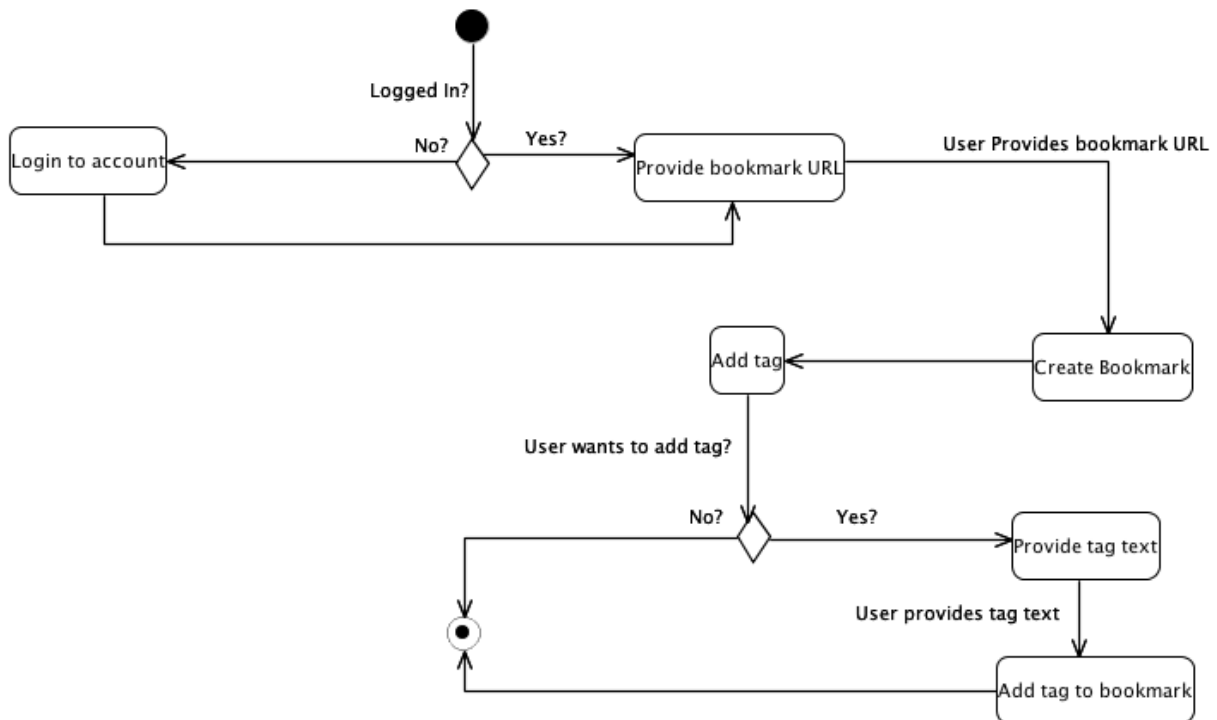 Logged In?
No?
Yes?
User Provides bookmark URL
Login to account
Provide bookmark URL
Add tag
Create Bookmark
User wants to add tag?
No?
Yes?
Provide tag text
User provides tag text
Add tag to bookmark